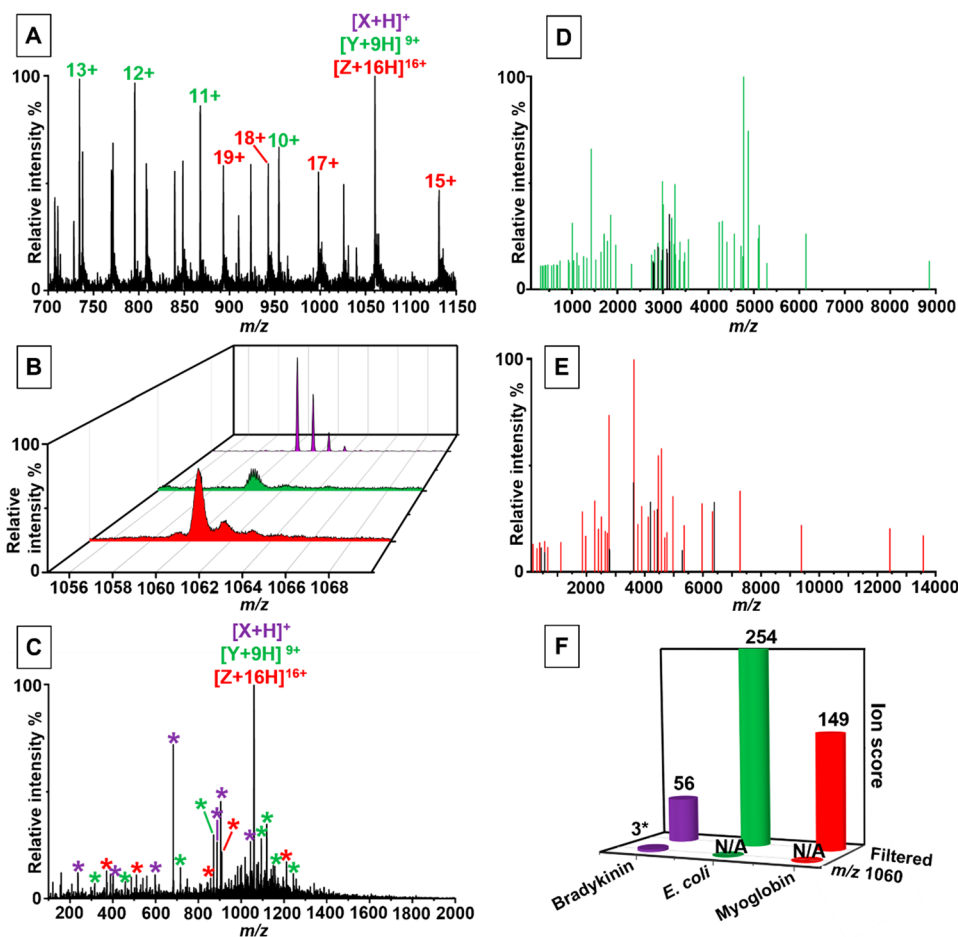 A
[X+H]+
[Y+9H] 9+
[Z+16H]16+
13+
12+
11+
19+
18+
10+
17+
15+
Relative intensity %
100
0
700 750 800 850 900 950 1000 1050 1100 1150
m/z
D
Relative intensity %
100
0
1000 2000 3000 4000 5000 6000 7000 8000 9000
m/z
B
Relative
intensity %
100
0
1056 1058 1060 1062 1064 1066 1068
m/z
E
Relative intensity %
100
0
2000 4000 6000 8000 10000 12000 14000
m/z
C
[X+H]+
[Y+9H] 9+
[Z+16H]16+
Relative intensity %
100
0
* * * * * * * * * * * * * * * * * * * *
200 400 600 800 1000 1200 1400 1600 1800 2000
m/z
F
254
149
56
3*
N/A
N/A
Ion score
Filtered
m/z 1060
Bradykinin
E. coli
Myoglobin